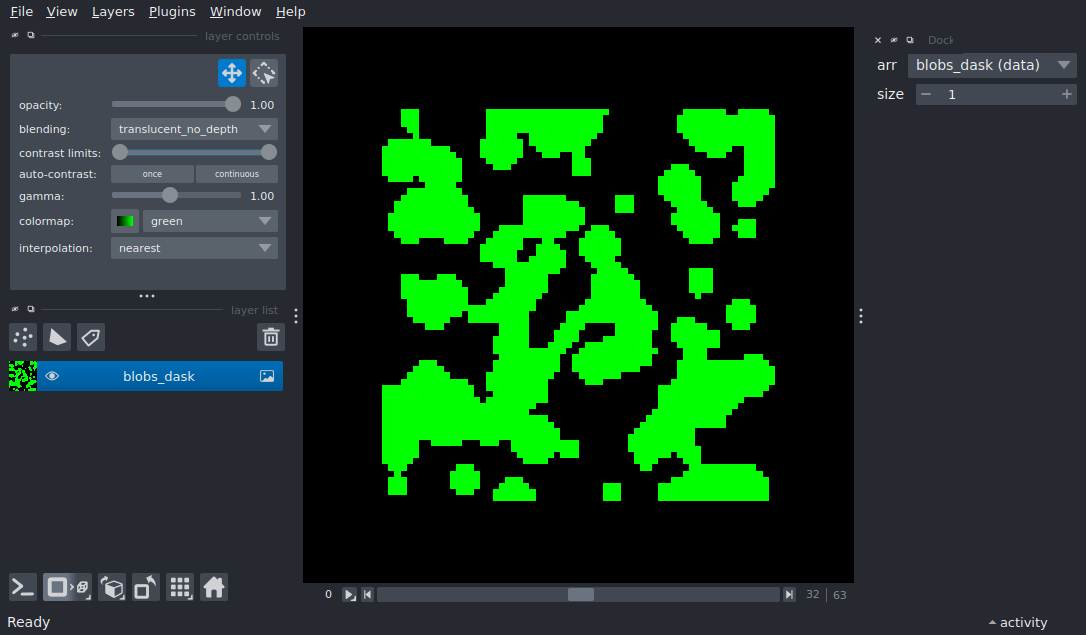 File View Layers Plugins Window Help
layer controls
opacity: 1.00
blending: translucent_no_depth
contrast limits:
auto-contrast: once continuous
gamma: 1.00
colormap: green
interpolation: nearest
layer list
blobs_dask
Dock
arr blobs_dask (data)
size 1
0 32 63
Ready
activity